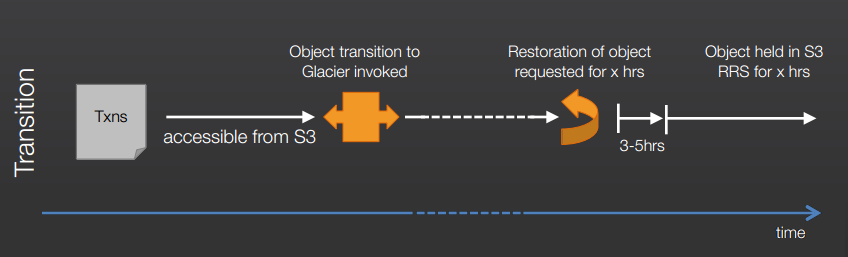 Transition
Txns
accessible from S3
Object transition to
Glacier invoked
Restoration of object
requested for x hrs
3-5hrs
Object held in S3
RRS for x hrs
time